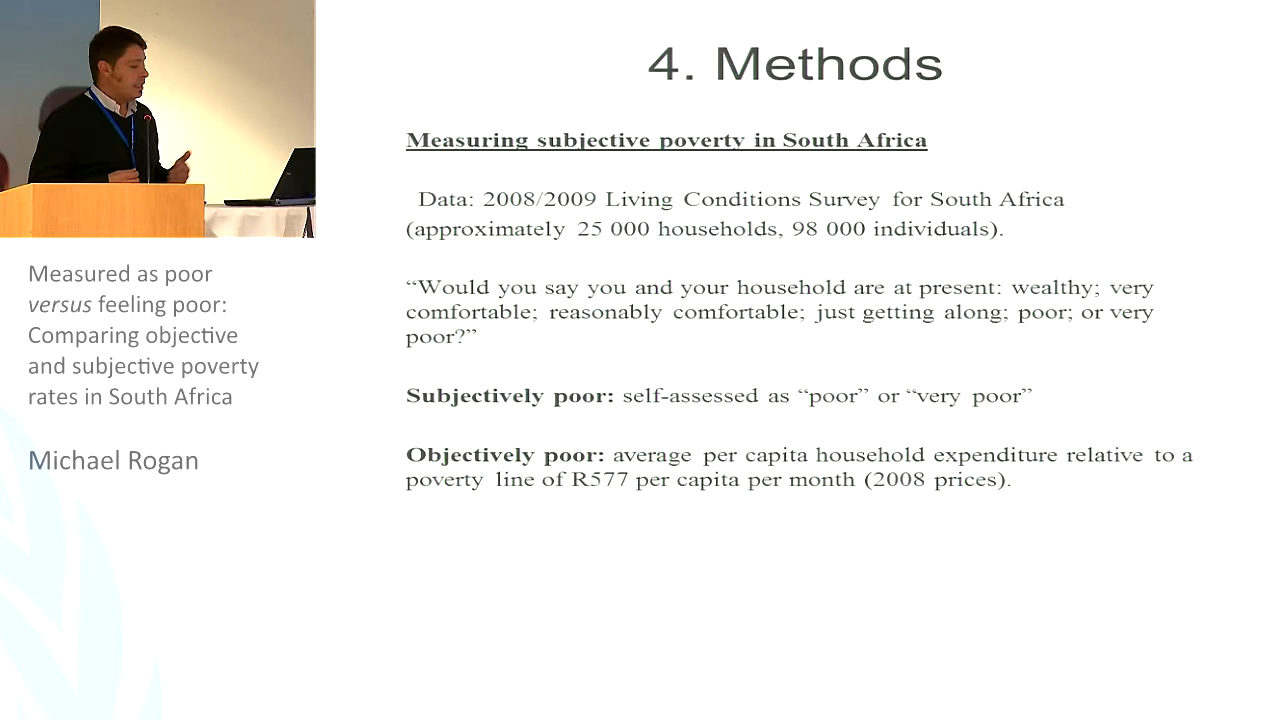 4. Methods
Measuring subjective poverty in South Africa
Data: 2008/2009 Living Conditions Survey for South Africa
(approximately 25 000 households, 98 000 individuals).
“Would you say you and your household are at present: wealthy; very
comfortable; reasonably comfortable; just getting along; poor; or very
poor?”
Subjectively poor: self-assessed as “poor” or “very poor”
Objectively poor: average per capita household expenditure relative to a
poverty line of R577 per capita per month (2008 prices).
Measured as poor
versus feeling poor:
Comparing objective
and subjective poverty
rates in South Africa
Michael Rogan